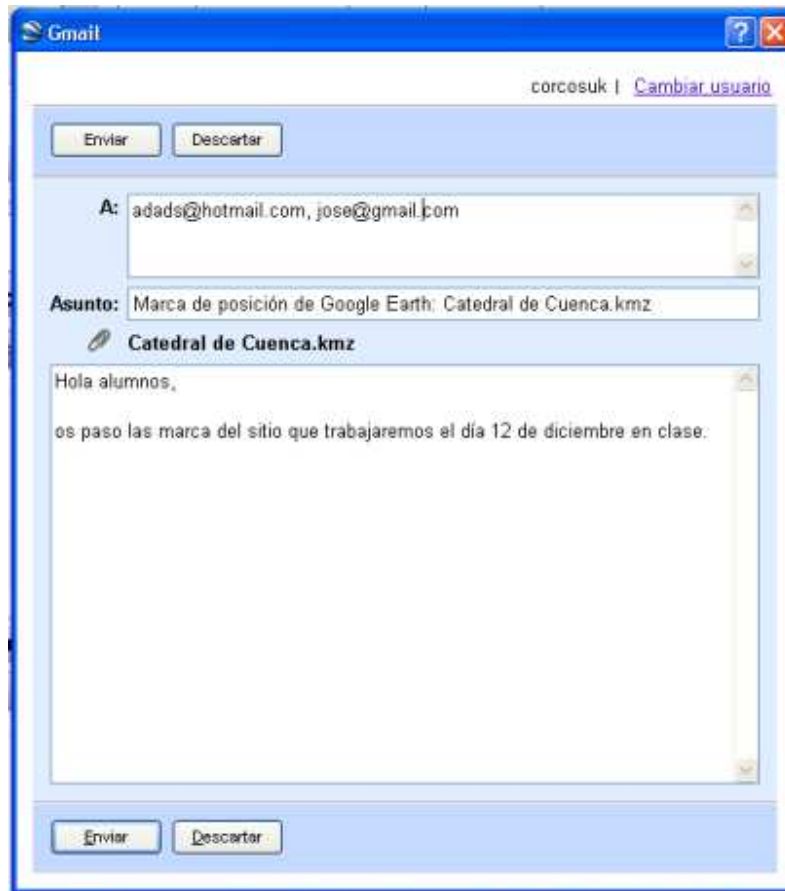 Gmail
corcosuk | Cambiar usuario
Enviar Descartar
A: adads@hotmail.com, jose@gmail.com
Asunto: Marca de posición de Google Earth: Catedral de Cuenca.kmz
Catedral de Cuenca.kmz
Hola alumnos,
os paso las marca del sitio que trabajaremos el día 12 de diciembre en clase.
Enviar Descartar